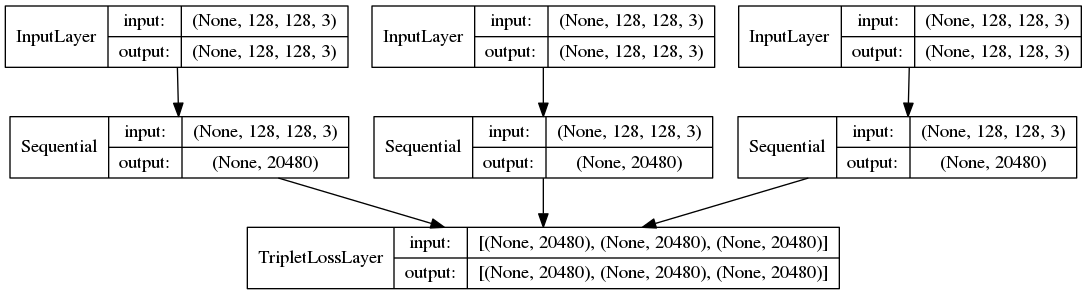 InputLayer input: (None, 128, 128, 3)
output: (None, 128, 128, 3)
InputLayer input: (None, 128, 128, 3)
output: (None, 128, 128, 3)
InputLayer input: (None, 128, 128, 3)
output: (None, 128, 128, 3)
Sequential input: (None, 128, 128, 3)
output: (None, 20480)
Sequential input: (None, 128, 128, 3)
output: (None, 20480)
Sequential input: (None, 128, 128, 3)
output: (None, 20480)
TripletLossLayer input: [(None, 20480), (None, 20480), (None, 20480)]
output: [(None, 20480), (None, 20480), (None, 20480)]